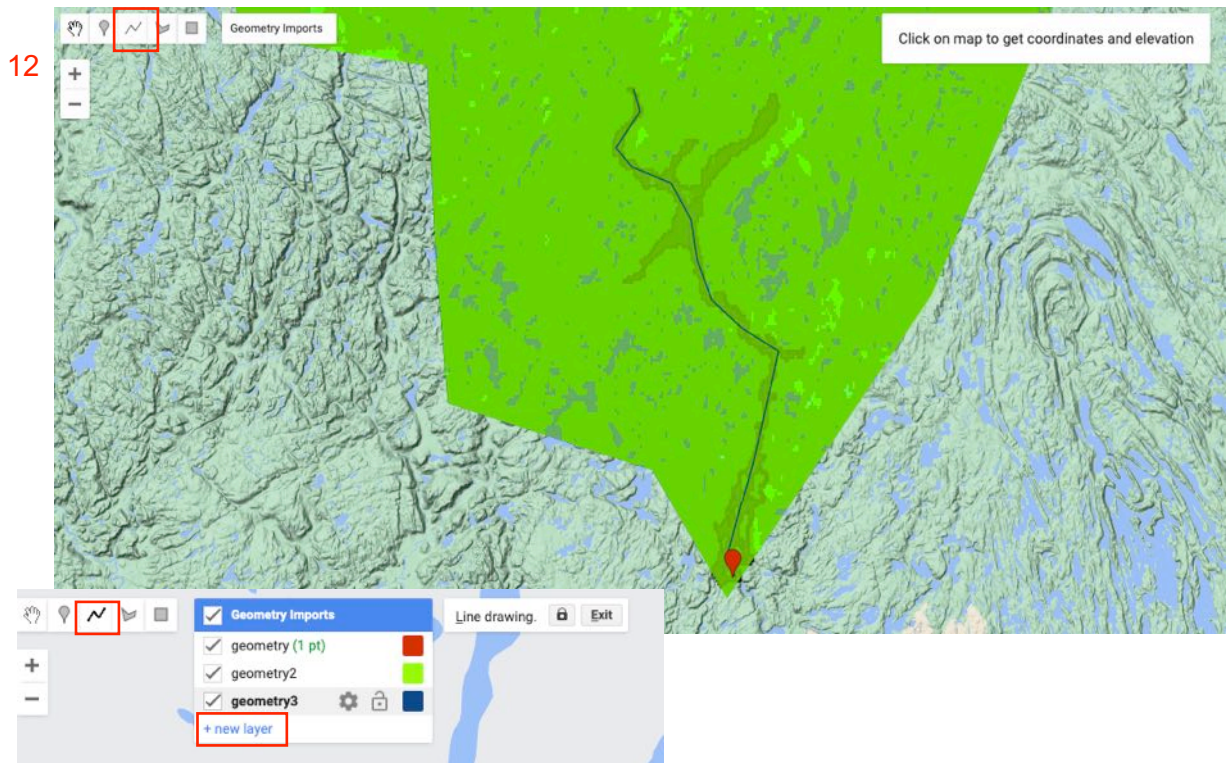 Geometry Imports
Click on map to get coordinates and elevation
12
+
−
Geometry Imports
Line drawing. Exit
geometry (1 pt)
geometry2
geometry3
+ new layer
+
−